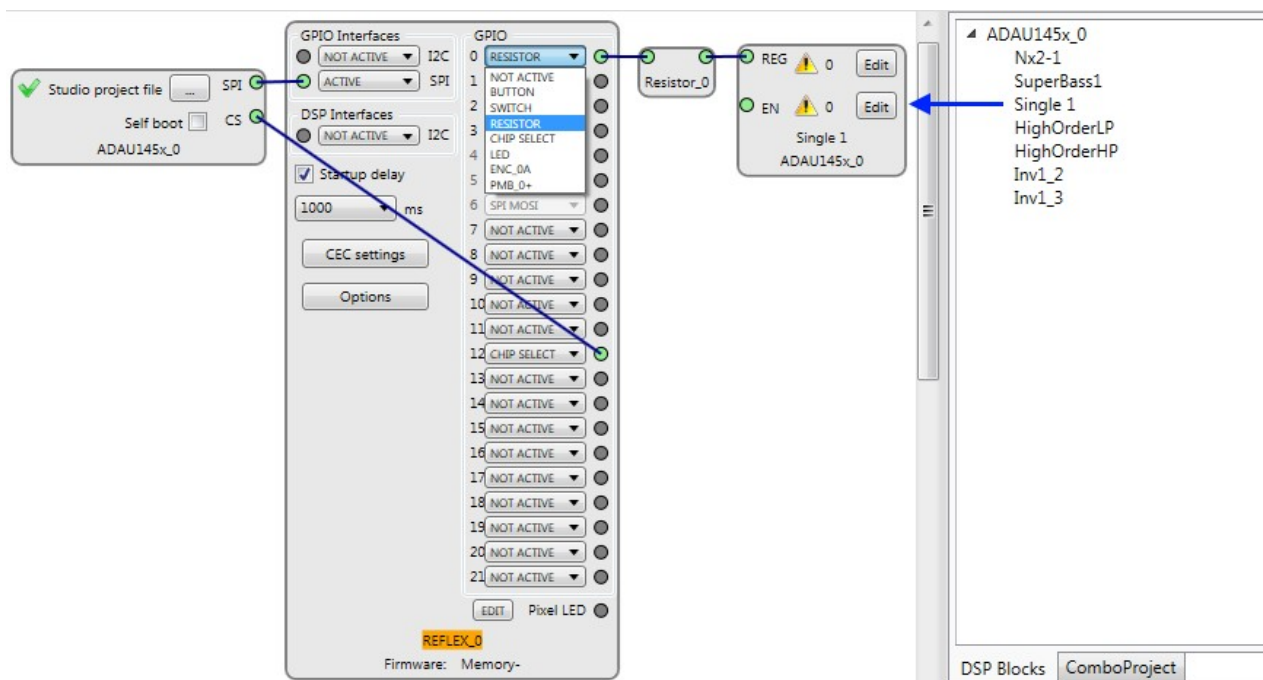 Studio project file ... SPI
Self boot CS
ADAU145x_0
GPIO Interfaces
NOT ACTIVE I2C
ACTIVE SPI
DSP Interfaces
NOT ACTIVE I2C
Startup delay
1000 ms
CEC settings
Options
GPIO
0 RESISTOR
1 NOT ACTIVE
BUTTON
2 SWITCH
RESISTOR
3 CHIP SELECT
4 LED
ENC_0A
5 PMB_0+
6 SPI MOSI
7 NOT ACTIVE
8 NOT ACTIVE
9 NOT ACTIVE
10 NOT ACTIVE
11 NOT ACTIVE
12 CHIP SELECT
13 NOT ACTIVE
14 NOT ACTIVE
15 NOT ACTIVE
16 NOT ACTIVE
17 NOT ACTIVE
18 NOT ACTIVE
19 NOT ACTIVE
20 NOT ACTIVE
21 NOT ACTIVE
EDIT Pixel LED
REFLEX_0
Firmware: Memory-
Resistor_0
REG 0 Edit
EN 0 Edit
Single 1
ADAU145x_0
ADAU145x_0
Nx2-1
SuperBass1
Single 1
HighOrderLP
HighOrderHP
Inv1_2
Inv1_3
DSP Blocks ComboProject